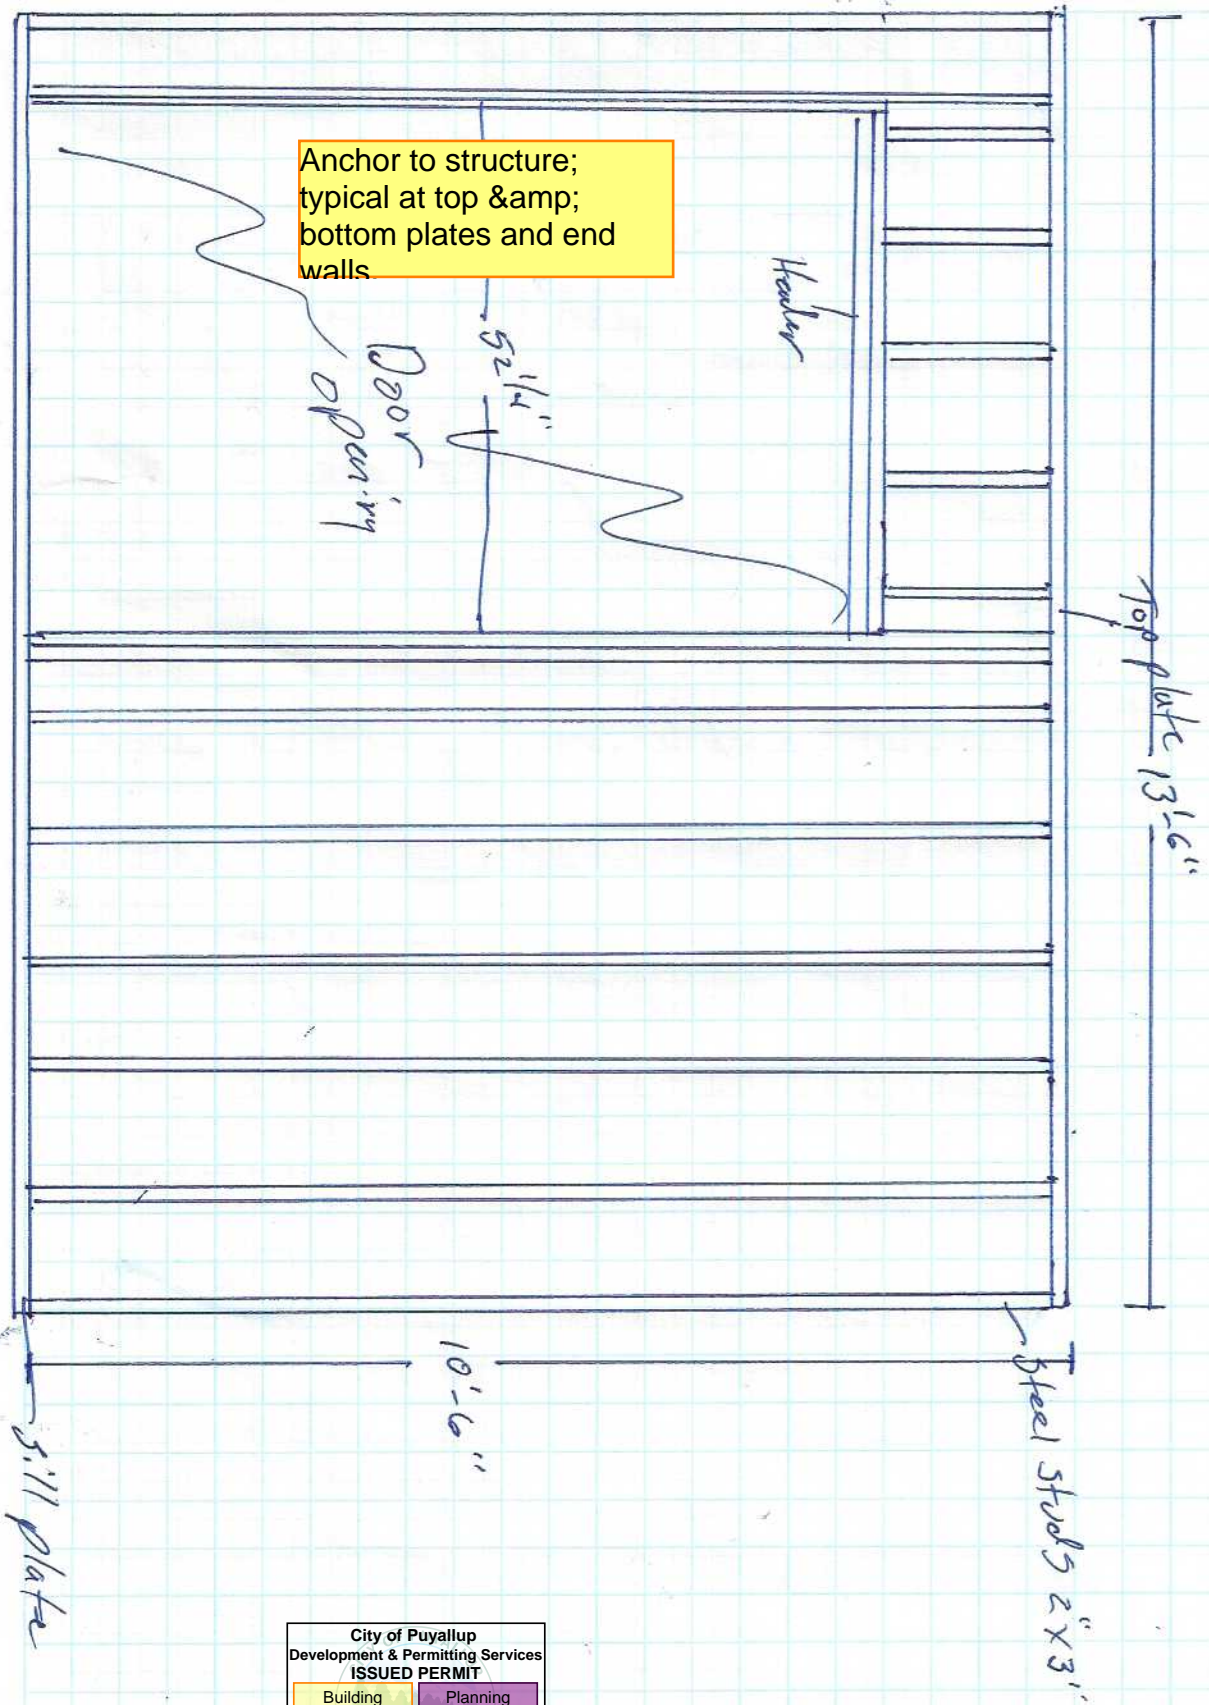 Top plate 13'-6"
Header
Anchor to structure;
typical at top &amp;
bottom plates and end
walls.
52 1/4"
Door
opening
10'-6"
Steel studs 2"x3"
Sill plate
City of Puyallup
Development & Permitting Services
ISSUED PERMIT
Building
Planning